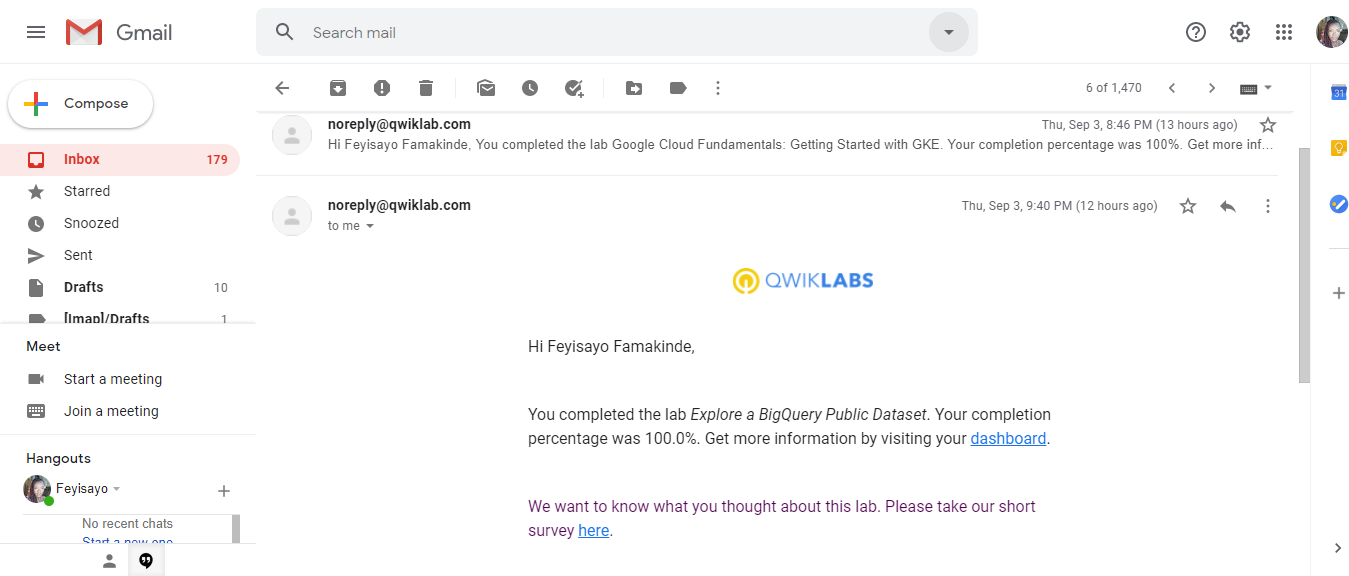 Gmail
Search mail
Compose
6 of 1,470
Inbox 179
Starred
Snoozed
Sent
Drafts 10
[Imap]/Drafts 1
Meet
Start a meeting
Join a meeting
Hangouts
Feyisayo
No recent chats
Start a new one
noreply@qwiklab.com Thu, Sep 3, 8:46 PM (13 hours ago)
Hi Feyisayo Famakinde, You completed the lab Google Cloud Fundamentals: Getting Started with GKE. Your completion percentage was 100%. Get more inf...
noreply@qwiklab.com Thu, Sep 3, 9:40 PM (12 hours ago)
to me
QWIKLABS
Hi Feyisayo Famakinde,
You completed the lab Explore a BigQuery Public Dataset. Your completion
percentage was 100.0%. Get more information by visiting your dashboard.
We want to know what you thought about this lab. Please take our short
survey here.
31